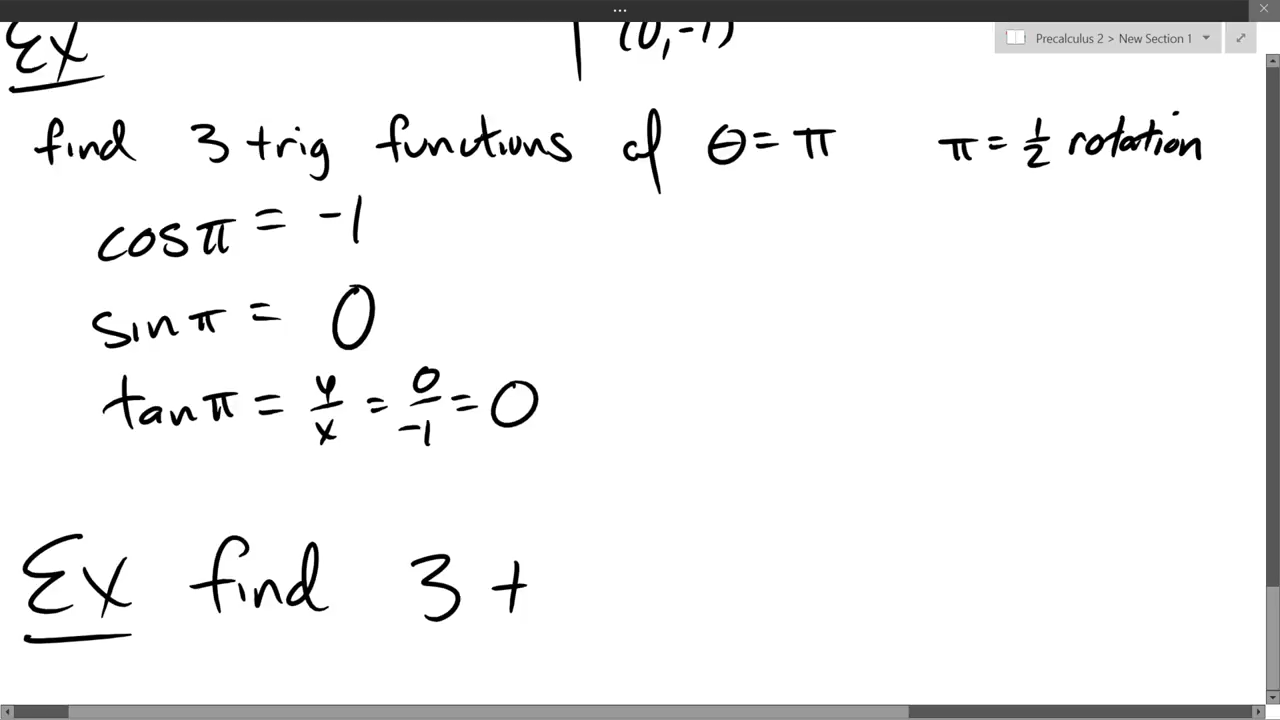 ...
Precalculus 2 > New Section 1
Ex
(0,-1)
find 3 trig functions of θ = π
π = 1/2 rotation
cos π = -1
sin π = 0
tan π = y/x = 0/-1 = 0
Ex find 3 t